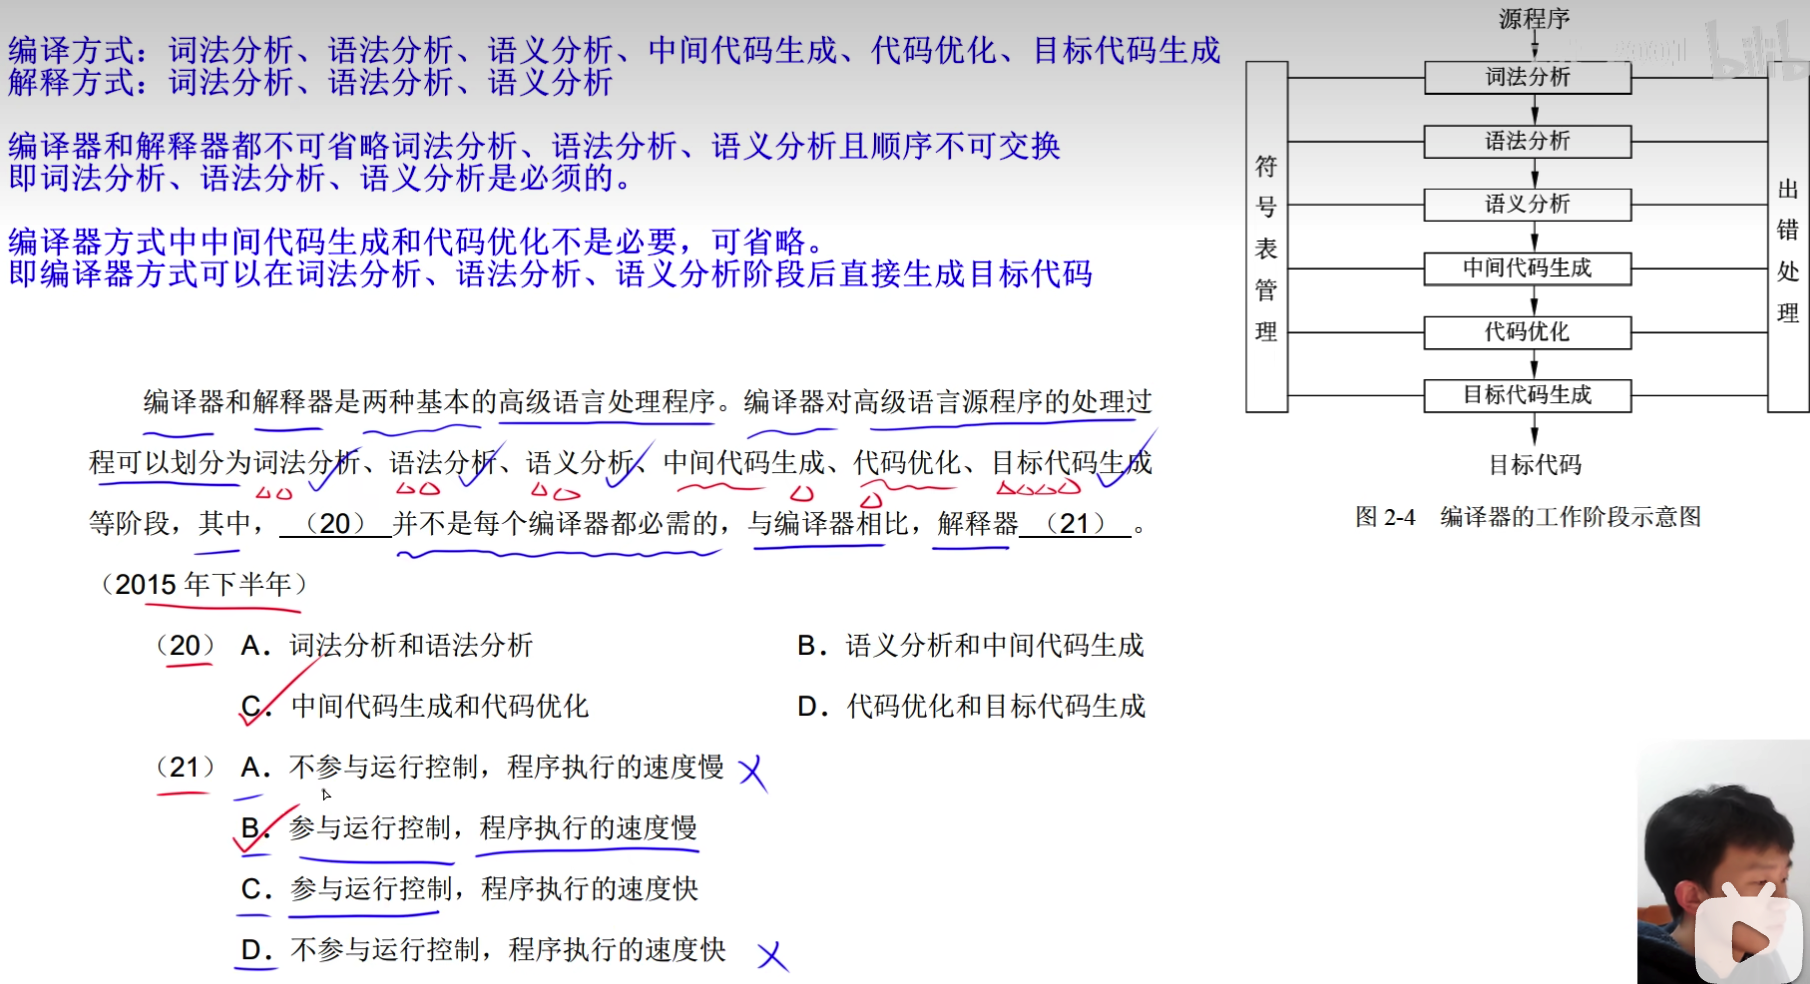 编译方式：词法分析、语法分析、语义分析、中间代码生成、代码优化、目标代码生成
解释方式：词法分析、语法分析、语义分析
编译器和解释器都不可省略词法分析、语法分析、语义分析且顺序不可交换
即词法分析、语法分析、语义分析是必须的。
编译器方式中中间代码生成和代码优化不是必要，可省略。
即编译器方式可以在词法分析、语法分析、语义分析阶段后直接生成目标代码
编译器和解释器是两种基本的高级语言处理程序。编译器对高级语言源程序的处理过
程可以划分为词法分析、语法分析、语义分析、中间代码生成、代码优化、目标代码生成
等阶段，其中，（20）并不是每个编译器都必需的，与编译器相比，解释器（21）。
（2015 年下半年）
（20） A．词法分析和语法分析 B．语义分析和中间代码生成
C．中间代码生成和代码优化 D．代码优化和目标代码生成
（21） A．不参与运行控制，程序执行的速度慢
B．参与运行控制，程序执行的速度慢
C．参与运行控制，程序执行的速度快
D．不参与运行控制，程序执行的速度快
源程序
词法分析
语法分析
语义分析
中间代码生成
代码优化
目标代码生成
目标代码
符号表管理
出错处理
图 2-4 编译器的工作阶段示意图
bilib